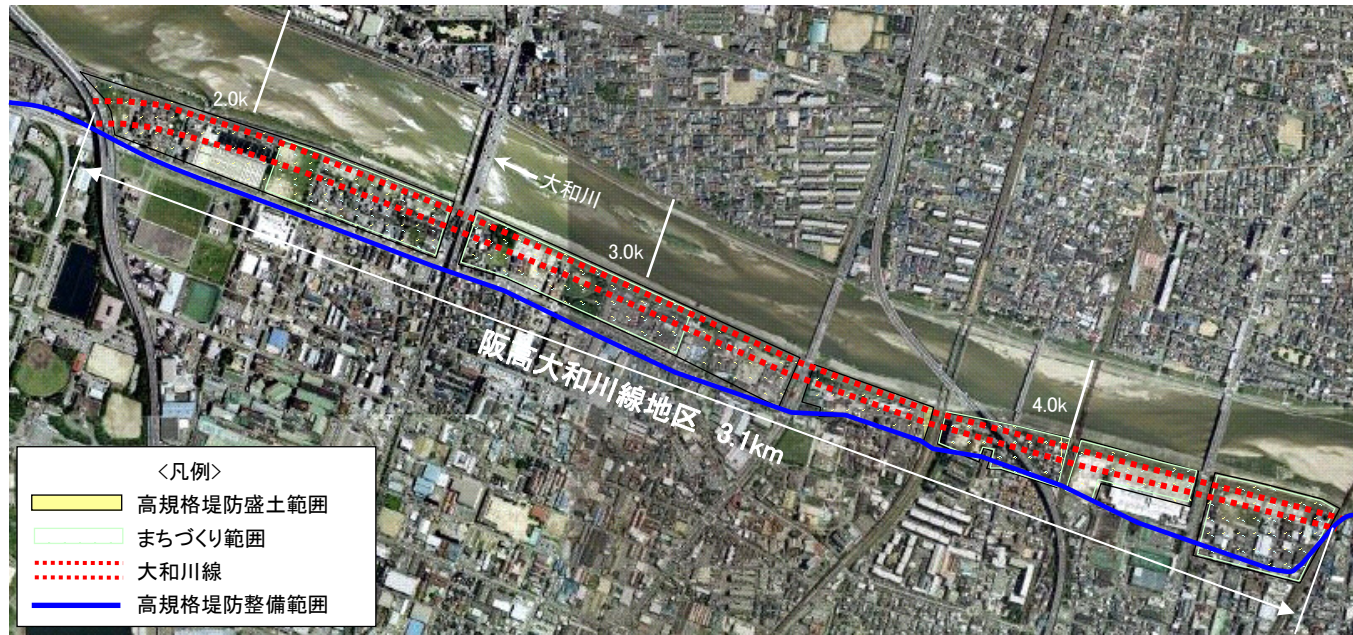 2.0k
大和川
3.0k
阪高大和川線地区 3.1km
4.0k
<凡例>
高規格堤防盛土範囲
まちづくり範囲
大和川線
高規格堤防整備範囲